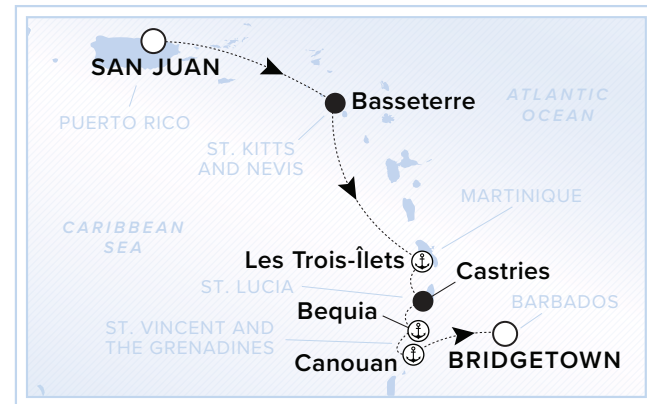 SAN JUAN
PUERTO RICO
Basseterre
ATLANTIC
OCEAN
ST. KITTS
AND NEVIS
MARTINIQUE
CARIBBEAN
SEA
Les Trois-Îlets
Castries
ST. LUCIA
Bequia
BARBADOS
ST. VINCENT AND
THE GRENADINES
Canouan
BRIDGETOWN